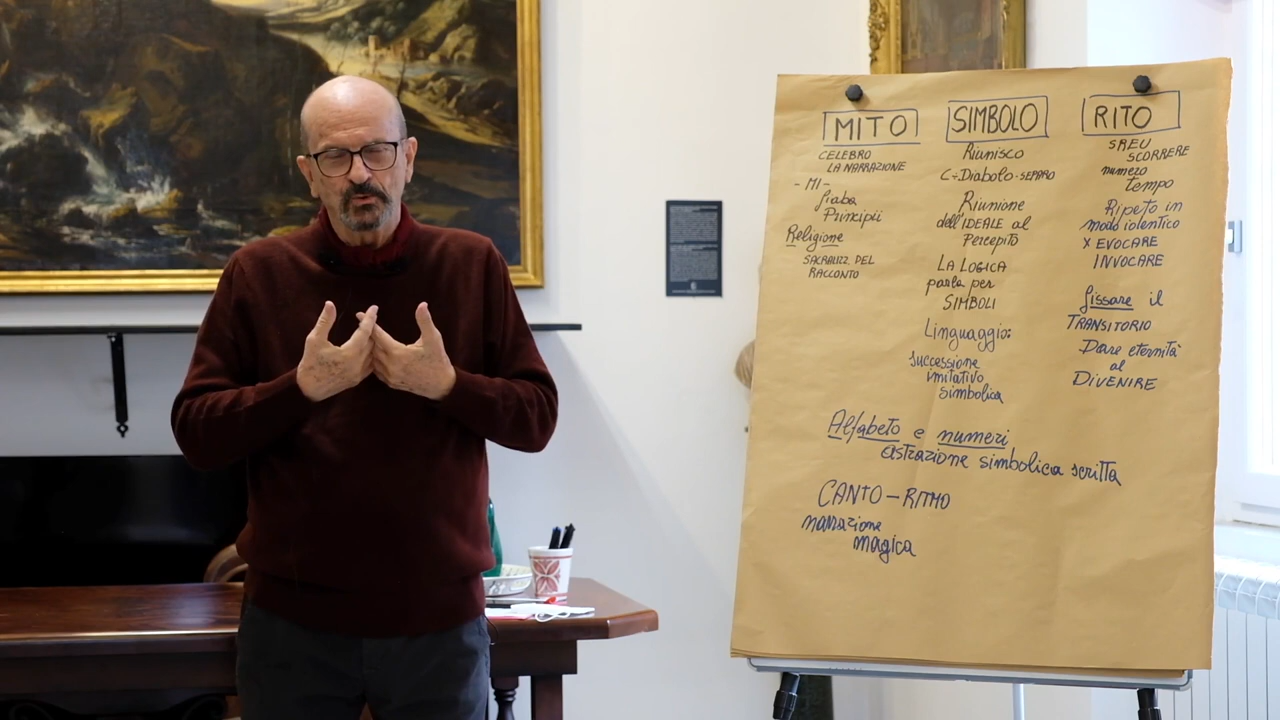 MITO
CELEBRO
LA NARRAZIONE
- MI -
fiaba
Principii
Religione
SACRALIZZ. DEL
RACCONTO
SIMBOLO
Riunisco
C÷Diabolo-SEPARO
Riunione
dell'IDEALE al
Percepito
LA LOGICA
parla per
SIMBOLI
Linguaggio:
successione
imitativo
simbolica
RITO
SREU
SCORRERE
numero
tempo
Ripeto in
modo identico
X EVOCARE
INVOCARE
fissare il
TRANSITORIO
Dare eternità
al
DIVENIRE
Alfabeto e numeri
astrazione simbolica scritta
CANTO-RITMO
narrazione
magica